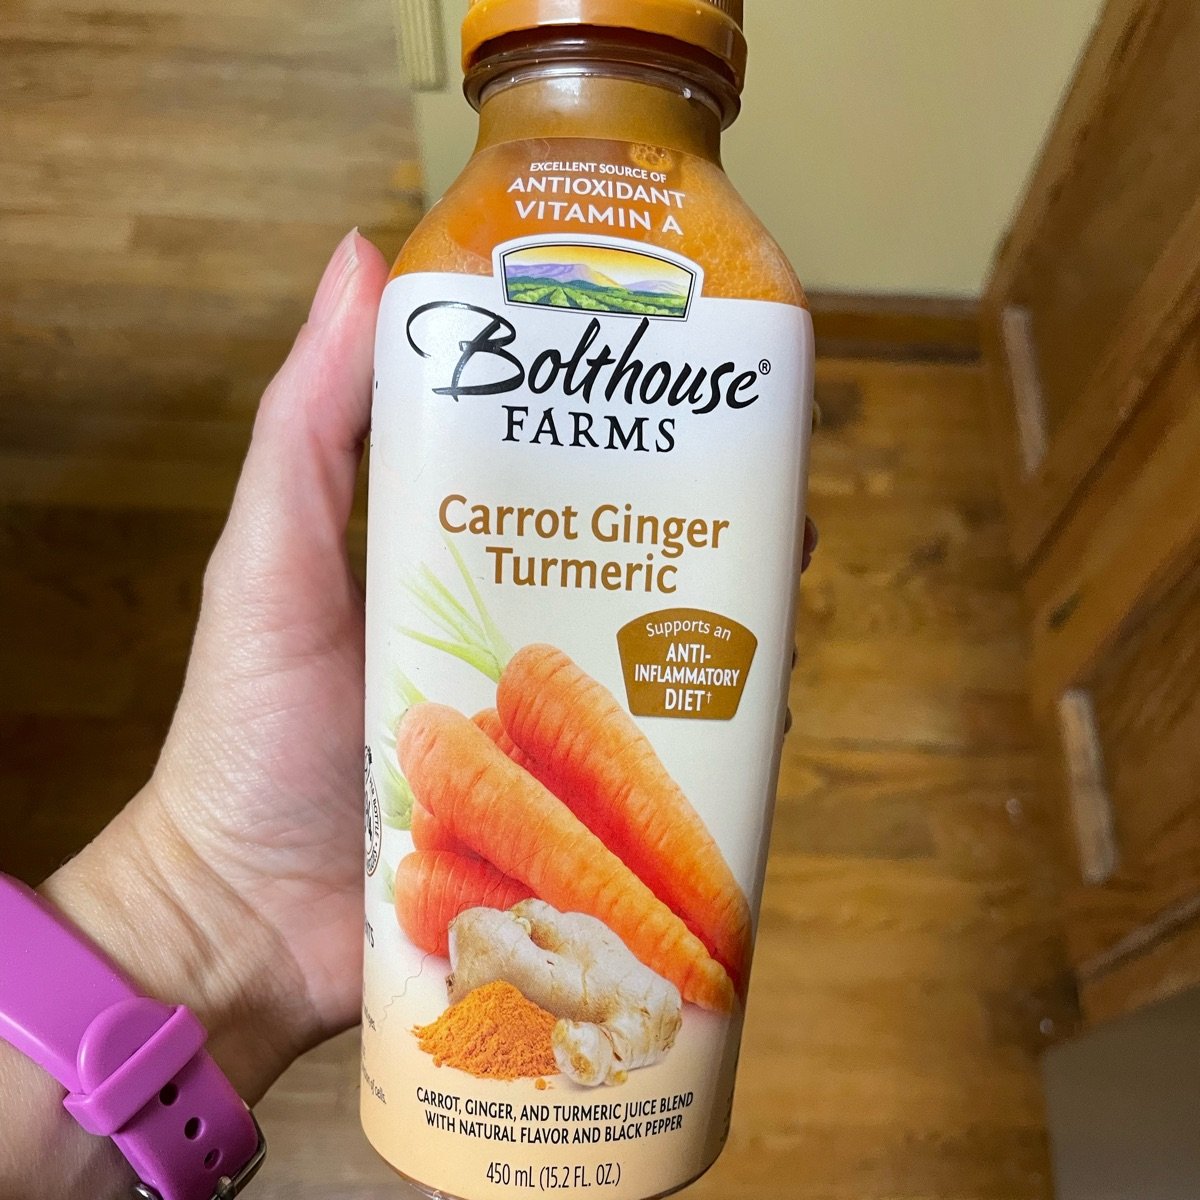 EXCELLENT SOURCE OF
ANTIOXIDANT
VITAMIN A
Bolthouse®
FARMS
Carrot Ginger
Turmeric
Supports an
ANTI-
INFLAMMATORY
DIET†
CARROT, GINGER, AND TURMERIC JUICE BLEND
WITH NATURAL FLAVOR AND BLACK PEPPER
450 mL (15.2 FL. OZ.)